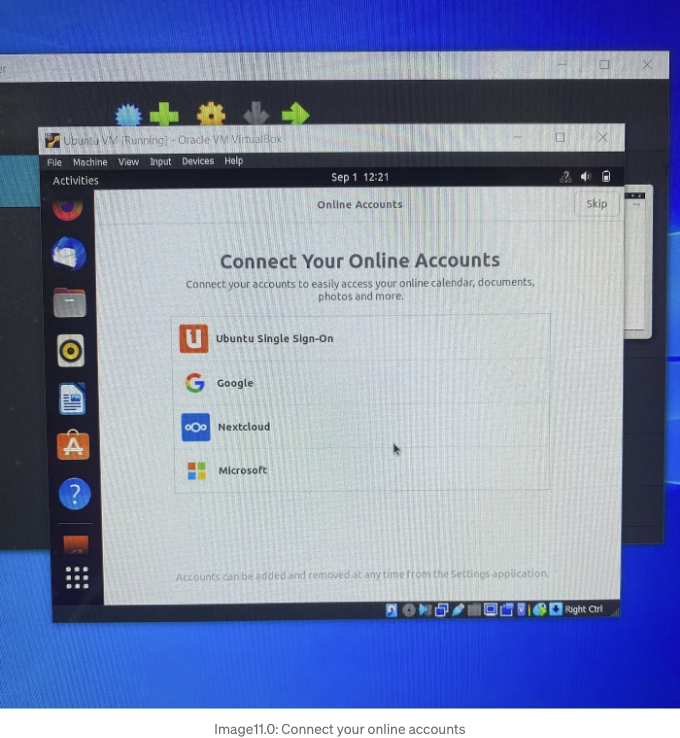 er
Ubuntu VM [Running] - Oracle VM VirtualBox
File Machine View Input Devices Help
Activities
Sep 1 12:21
Online Accounts
Skip
Connect Your Online Accounts
Connect your accounts to easily access your online calendar, documents,
photos and more.
Ubuntu Single Sign-On
Google
Nextcloud
Microsoft
Accounts can be added and removed at any time from the Settings application.
Right Ctrl
Image11.0: Connect your online accounts